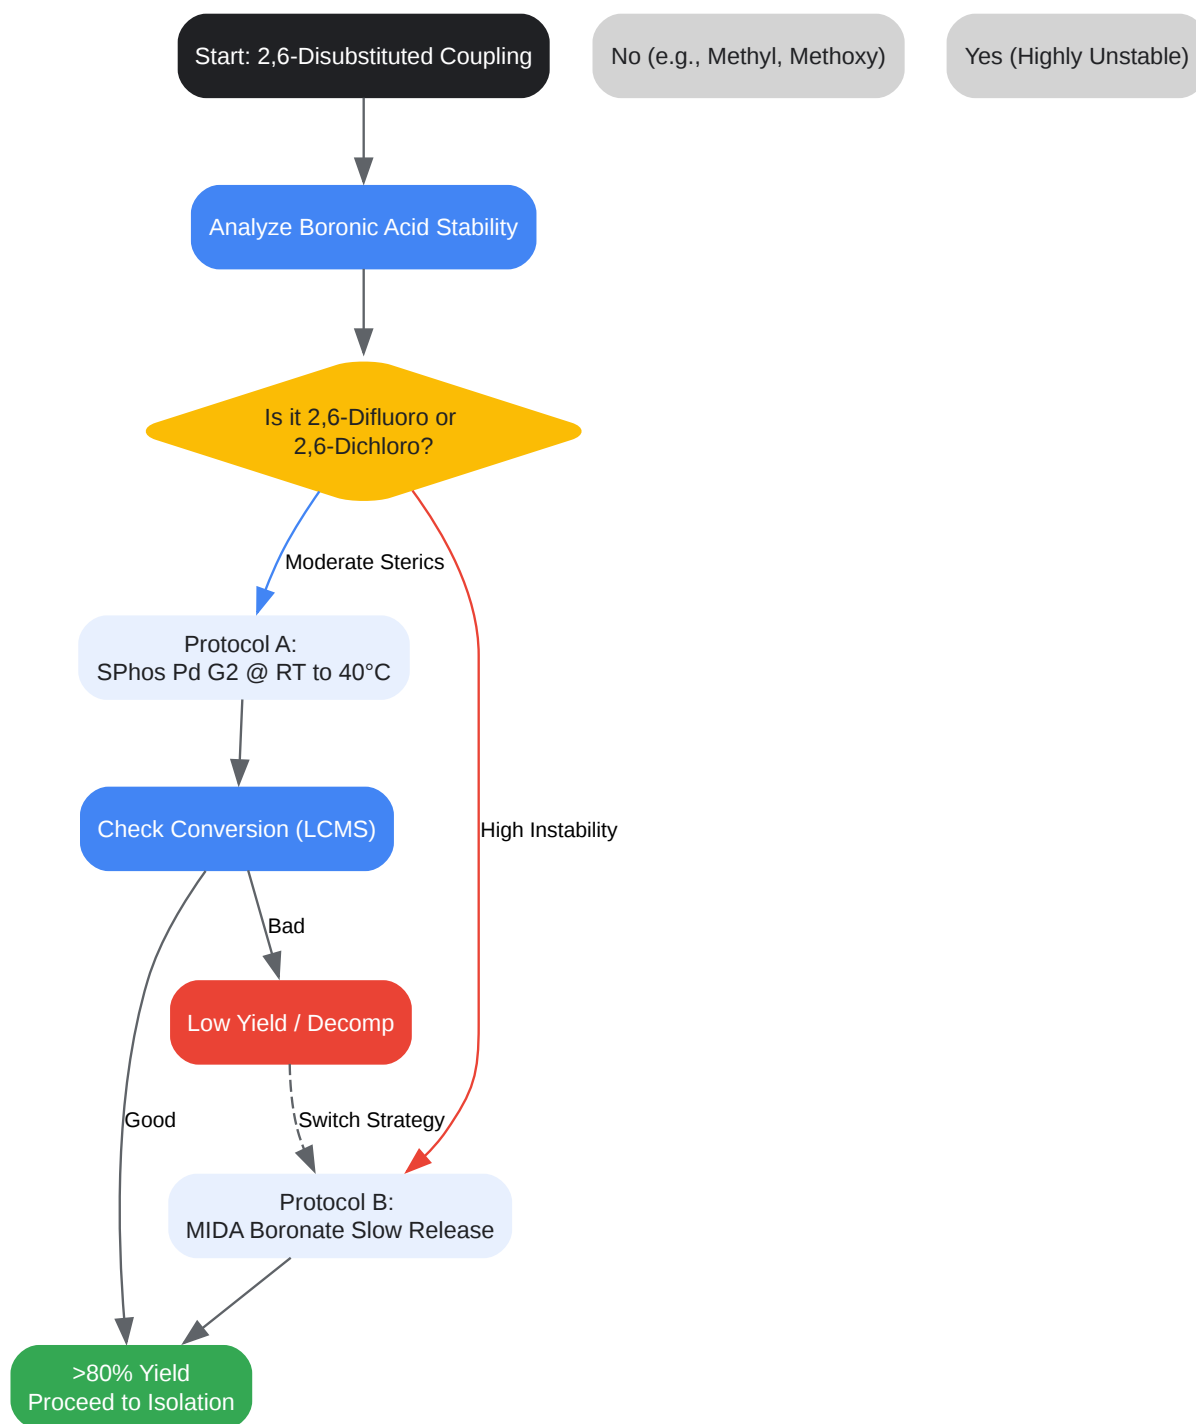 Start: 2,6-Disubstituted Coupling
No (e.g., Methyl, Methoxy)
Yes (Highly Unstable)
Analyze Boronic Acid Stability
Is it 2,6-Difluoro or
2,6-Dichloro?
Moderate Sterics
Protocol A:
SPhos Pd G2 @ RT to 40°C
Check Conversion (LCMS)
High Instability
Bad
Low Yield / Decomp
Good
Switch Strategy
Protocol B:
MIDA Boronate Slow Release
>80% Yield
Proceed to Isolation